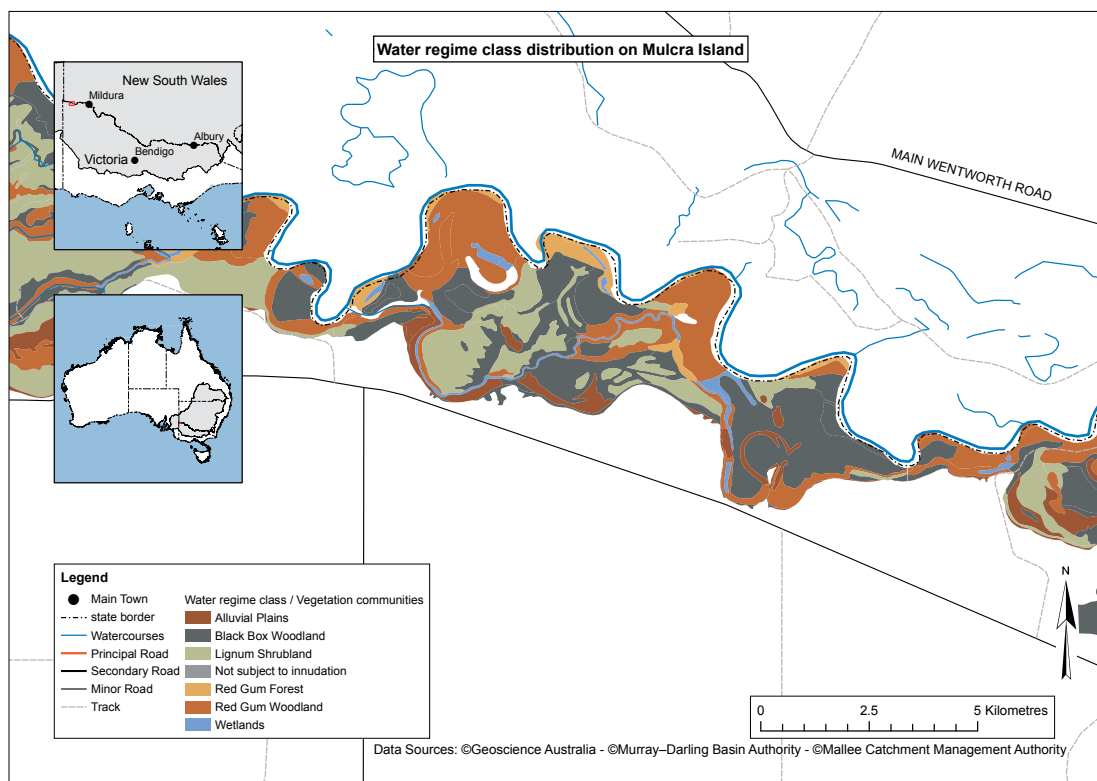 Water regime class distribution on Mulcra Island
New South Wales
Mildura
Albury
Victoria
Bendigo
MAIN WENTWORTH ROAD
Legend
Main Town
state border
Watercourses
Principal Road
Secondary Road
Minor Road
Track
Water regime class / Vegetation communities
Alluvial Plains
Black Box Woodland
Lignum Shrubland
Not subject to innudation
Red Gum Forest
Red Gum Woodland
Wetlands
N
0 2.5 5 Kilometres
Data Sources: ©Geoscience Australia - ©Murray–Darling Basin Authority - ©Mallee Catchment Management Authority